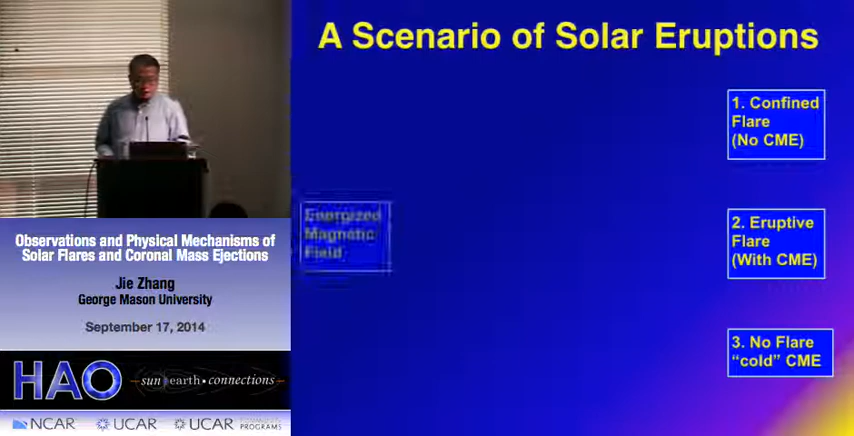 A Scenario of Solar Eruptions
1. Confined
Flare
(No CME)
Energized
Magnetic
Field
2. Eruptive
Flare
(With CME)
3. No Flare
“cold” CME
Observations and Physical Mechanisms of
Solar Flares and Coronal Mass Ejections
Jie Zhang
George Mason University
September 17, 2014
HAO
sun earth • connections
NCAR
UCAR
UCAR
PROGRAMS